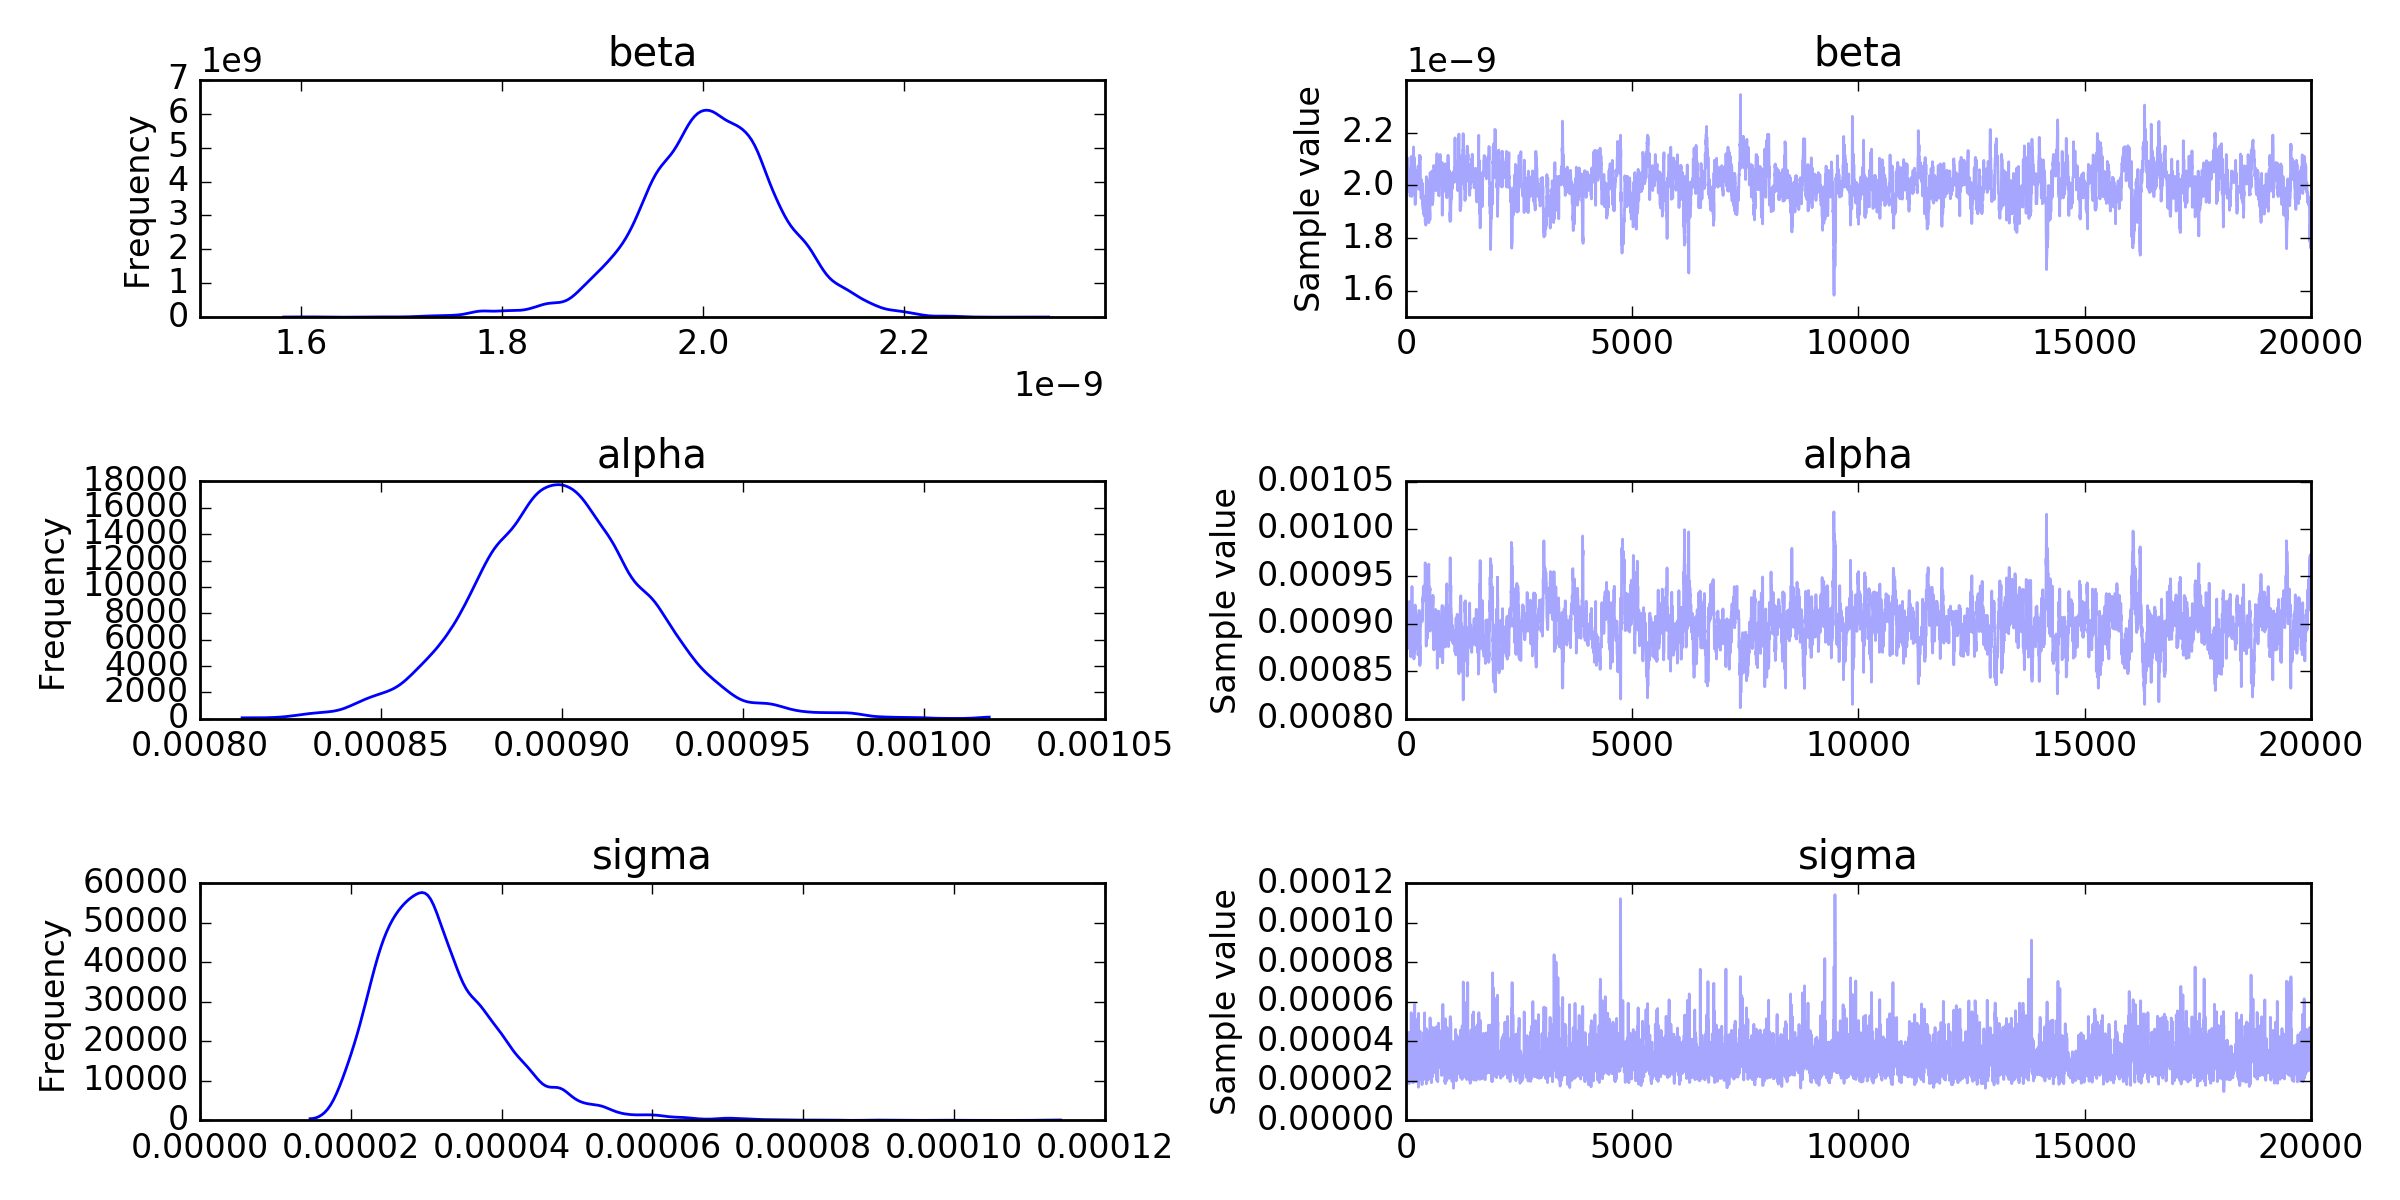 beta
1e9
7
6
5
4
3
2
1
0
Frequency
1.6 1.8 2.0 2.2
1e−9
beta
1e−9
2.2
2.0
1.8
1.6
Sample value
0 5000 10000 15000 20000
alpha
18000
16000
14000
12000
10000
8000
6000
4000
2000
0
Frequency
0.00080 0.00085 0.00090 0.00095 0.00100 0.00105
alpha
0.00105
0.00100
0.00095
0.00090
0.00085
0.00080
Sample value
0 5000 10000 15000 20000
sigma
60000
50000
40000
30000
20000
10000
0
Frequency
0.00000 0.00002 0.00004 0.00006 0.00008 0.00010 0.00012
sigma
0.00012
0.00010
0.00008
0.00006
0.00004
0.00002
0.00000
Sample value
0 5000 10000 15000 20000